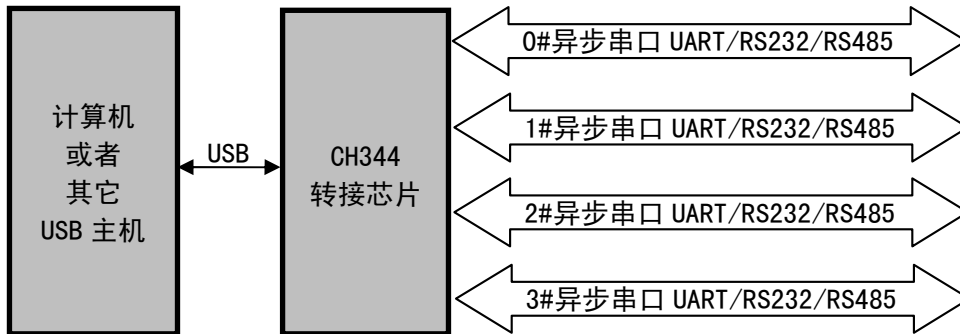 计算机
或者
其它
USB 主机
USB
CH344
转接芯片
0#异步串口 UART/RS232/RS485
1#异步串口 UART/RS232/RS485
2#异步串口 UART/RS232/RS485
3#异步串口 UART/RS232/RS485